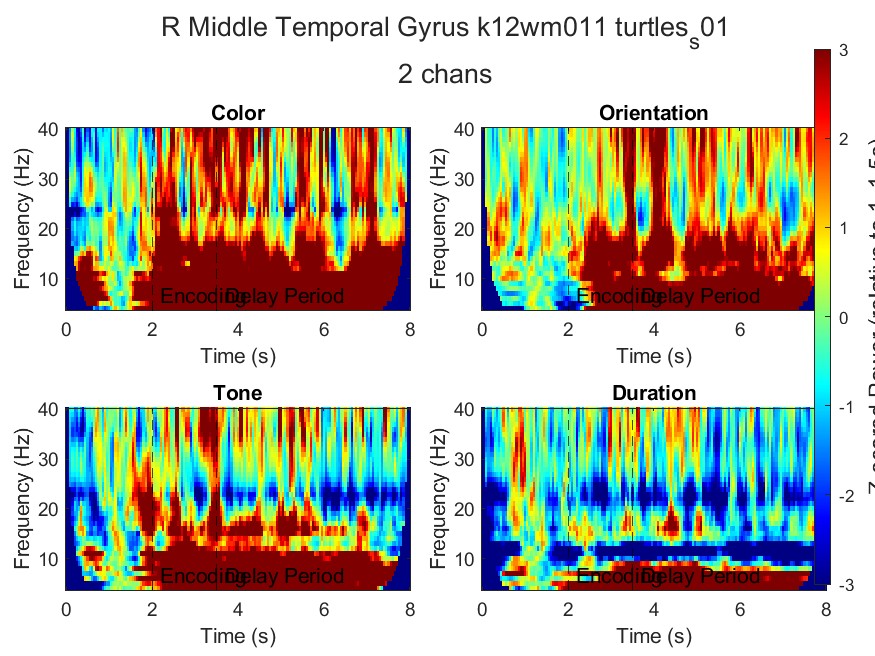 R Middle Temporal Gyrus k12wm011 turtles_s01
2 chans
Color
Orientation
40
30
20
10
Frequency (Hz)
Encoding
Delay Period
0 2 4 6 8
Time (s)
40
30
20
10
Frequency (Hz)
Encoding
Delay Period
0 2 4 6
Time (s)
Tone
Duration
40
30
20
10
Frequency (Hz)
Encoding
Delay Period
0 2 4 6 8
Time (s)
40
30
20
10
Frequency (Hz)
Encoding
Delay Period
0 2 4 6 8
Time (s)
3
2
1
0
-1
-2
-3
Power (relative to